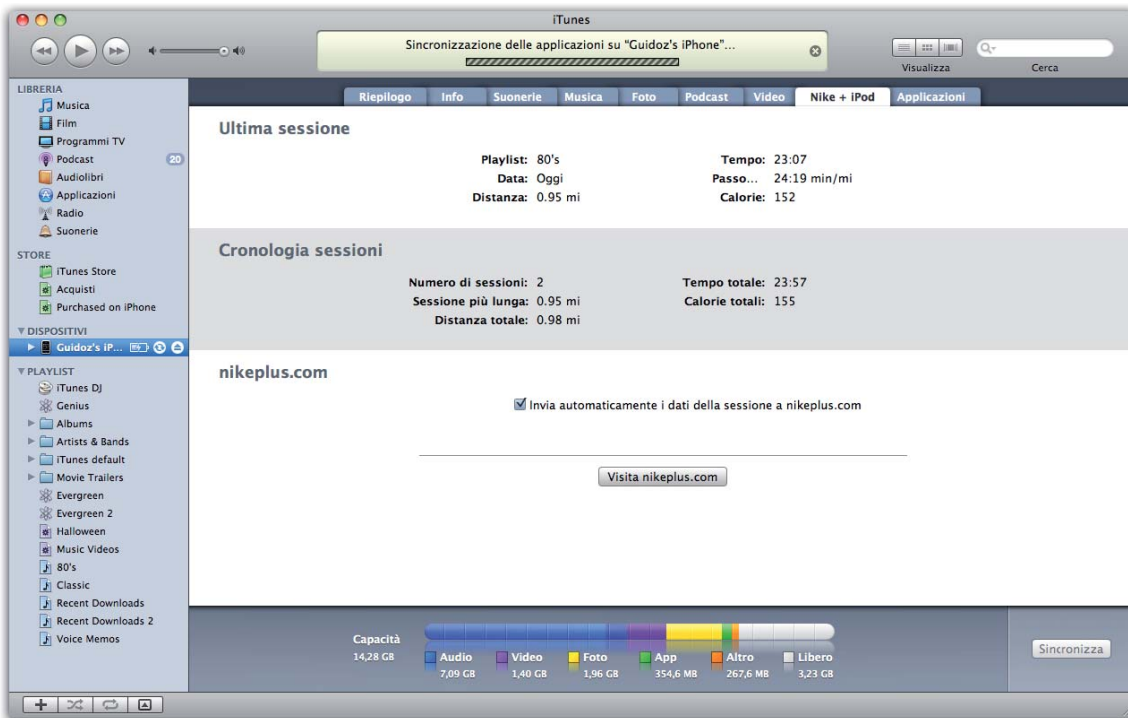 iTunes
Sincronizzazione delle applicazioni su “Guidoz's iPhone”...
Visualizza
Cerca
LIBRERIA
Musica
Film
Programmi TV
Podcast 20
Audiolibri
Applicazioni
Radio
Suonerie
STORE
iTunes Store
Acquisti
Purchased on iPhone
DISPOSITIVI
Guidoz's iP...
PLAYLIST
iTunes DJ
Genius
Albums
Artists & Bands
iTunes default
Movie Trailers
Evergreen
Evergreen 2
Halloween
Music Videos
80's
Classic
Recent Downloads
Recent Downloads 2
Voice Memos
Riepilogo Info Suonerie Musica Foto Podcast Video Nike + iPod Applicazioni
Ultima sessione
Playlist: 80's Tempo: 23:07
Data: Oggi Passo... 24:19 min/mi
Distanza: 0.95 mi Calorie: 152
Cronologia sessioni
Numero di sessioni: 2 Tempo totale: 23:57
Sessione più lunga: 0.95 mi Calorie totali: 155
Distanza totale: 0.98 mi
nikeplus.com
Invia automaticamente i dati della sessione a nikeplus.com
Visita nikeplus.com
Capacità
14,28 GB
Audio Video Foto App Altro Libero
7,09 GB 1,40 GB 1,96 GB 354,6 MB 267,6 MB 3,23 GB
Sincronizza